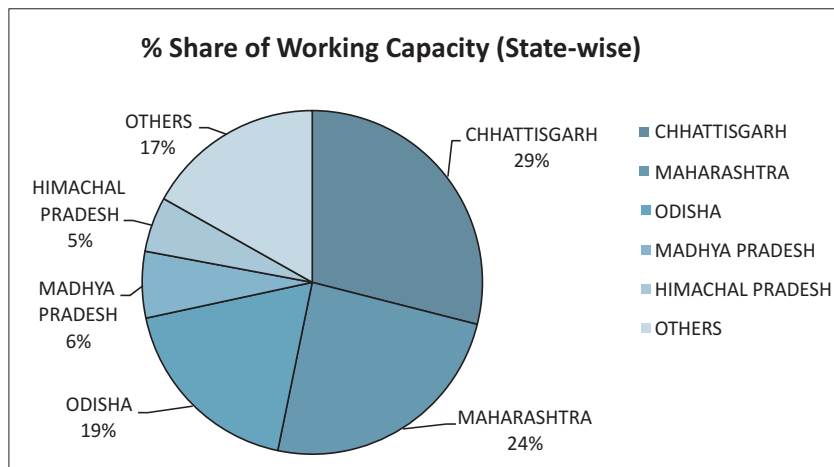 % Share of Working Capacity (State-wise)
OTHERS
17%
CHHATTISGARH
29%
HIMACHAL
PRADESH
5%
MADHYA
PRADESH
6%
ODISHA
19%
MAHARASHTRA
24%
CHHATTISGARH
MAHARASHTRA
ODISHA
MADHYA PRADESH
HIMACHAL PRADESH
OTHERS